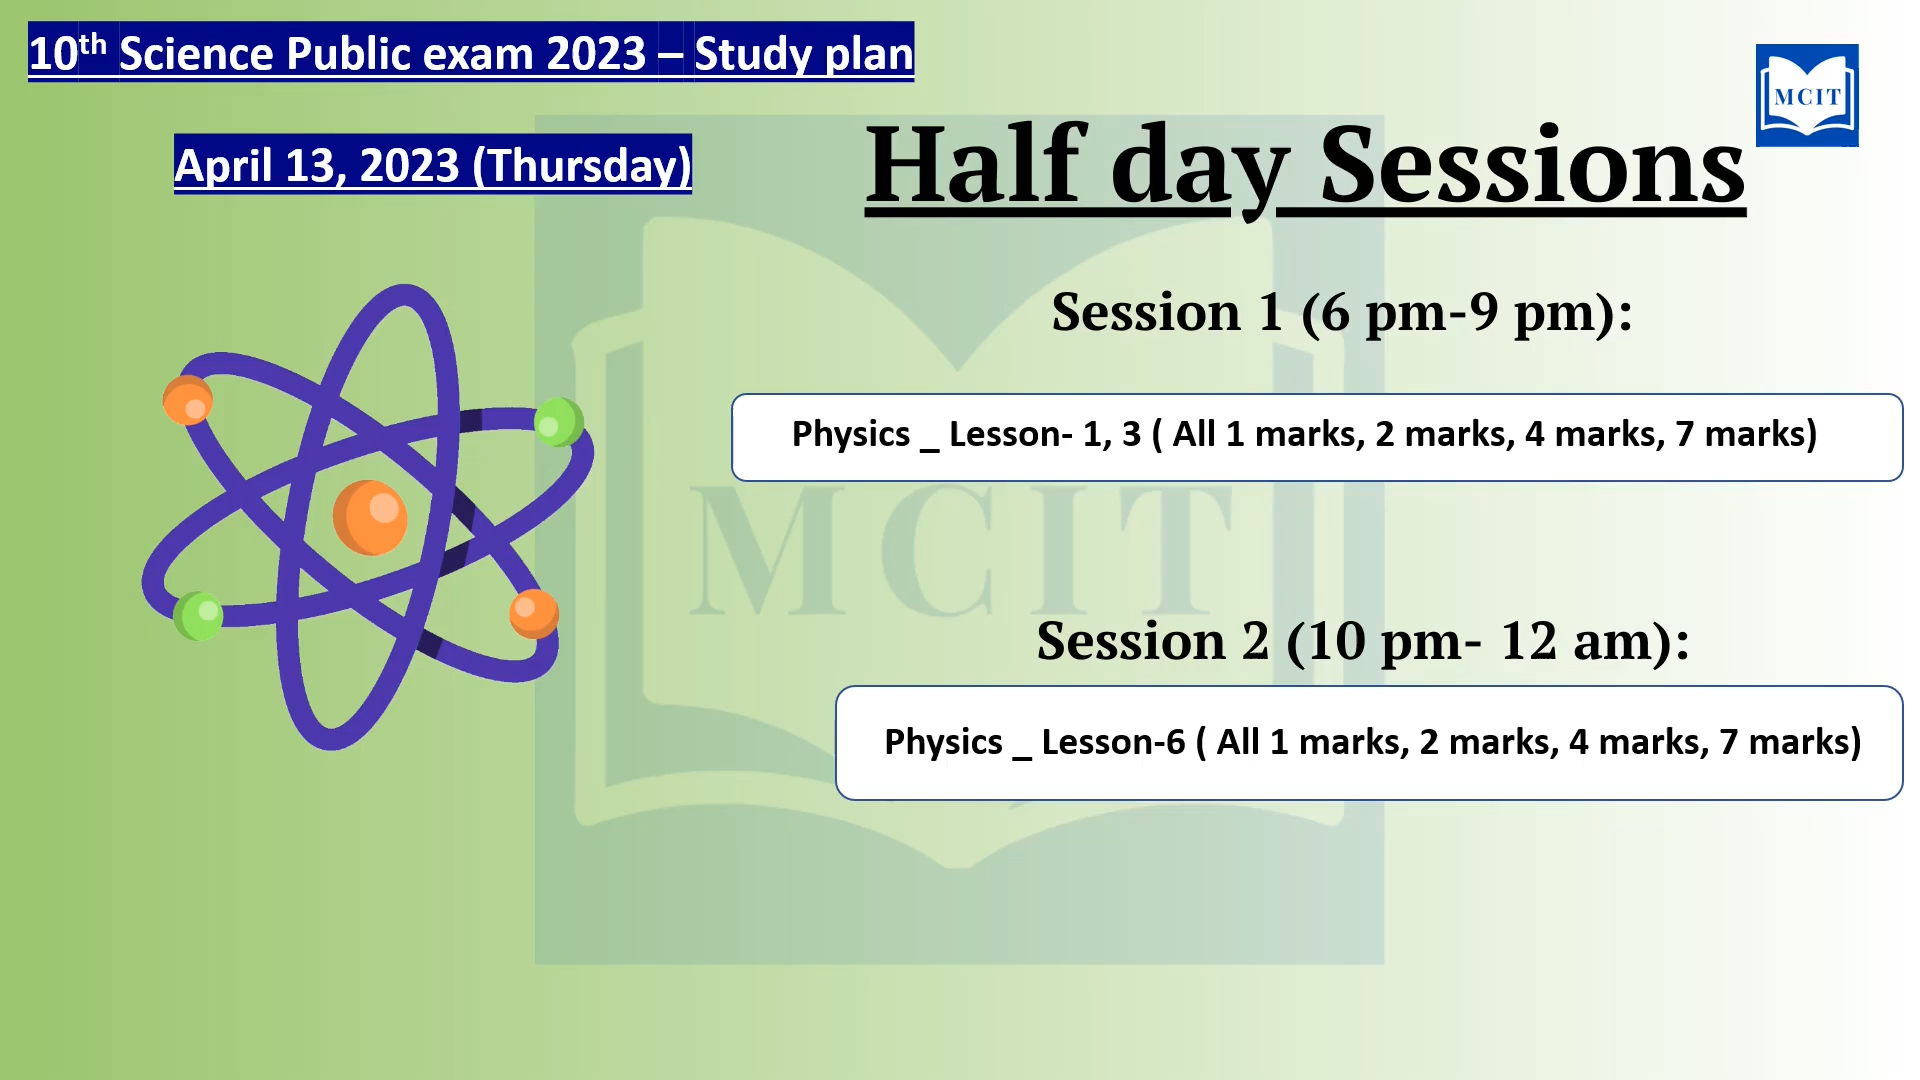 10th Science Public exam 2023 – Study plan
MCIT
April 13, 2023 (Thursday)
Half day Sessions
Session 1 (6 pm-9 pm):
Physics _ Lesson- 1, 3 ( All 1 marks, 2 marks, 4 marks, 7 marks)
MCIT
Session 2 (10 pm- 12 am):
Physics _ Lesson-6 ( All 1 marks, 2 marks, 4 marks, 7 marks)